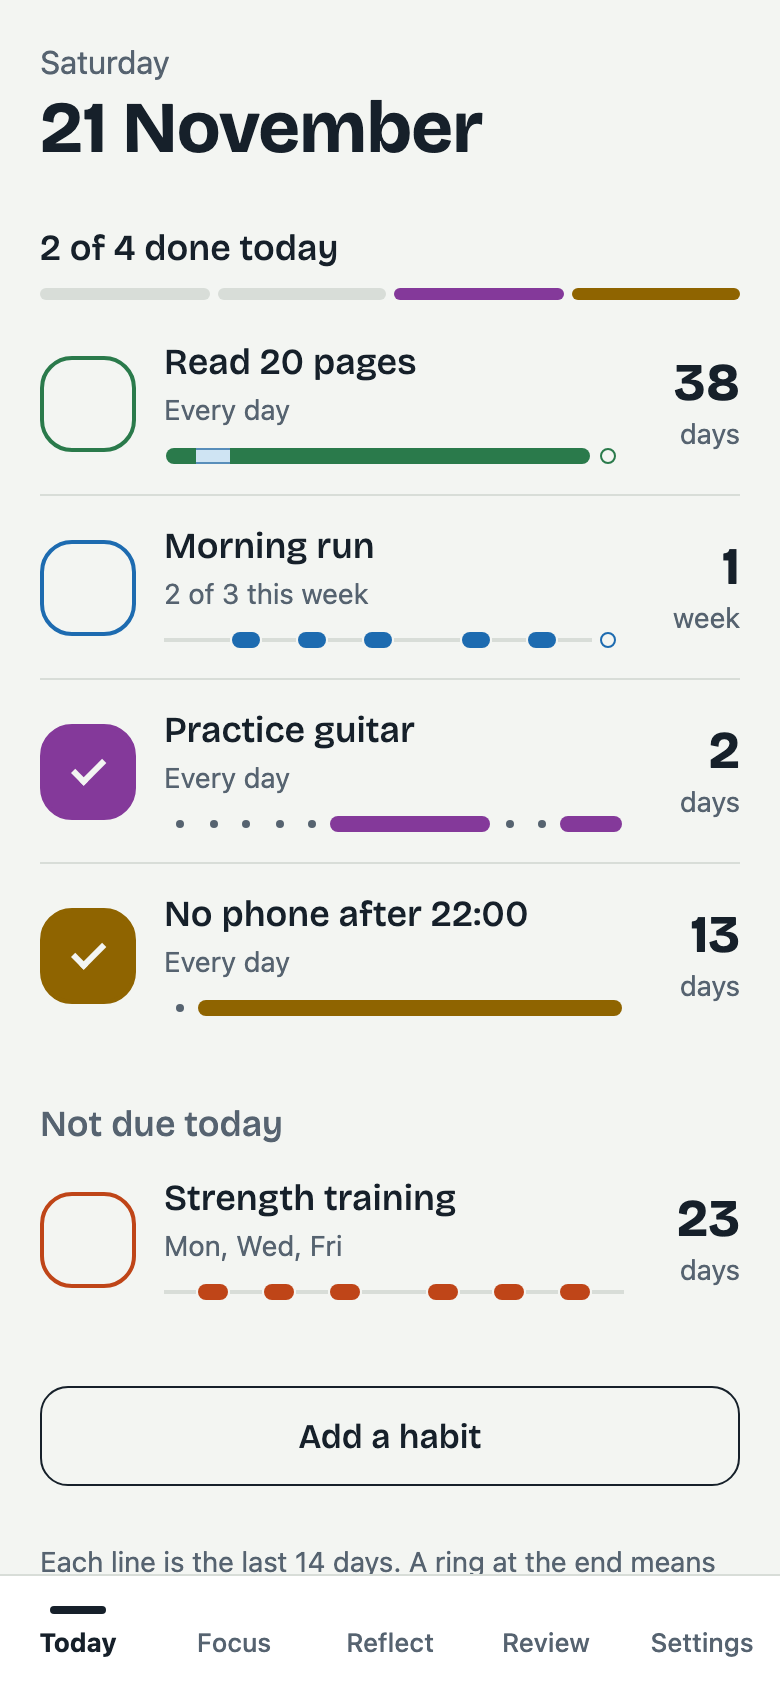 Saturday
21 November
2 of 4 done today
Read 20 pages
Every day
38
days
Morning run
2 of 3 this week
1
week
Practice guitar
Every day
2
days
No phone after 22:00
Every day
13
days
Not due today
Strength training
Mon, Wed, Fri
23
days
Add a habit
Each line is the last 14 days. A ring at the end means
Today
Focus
Reflect
Review
Settings